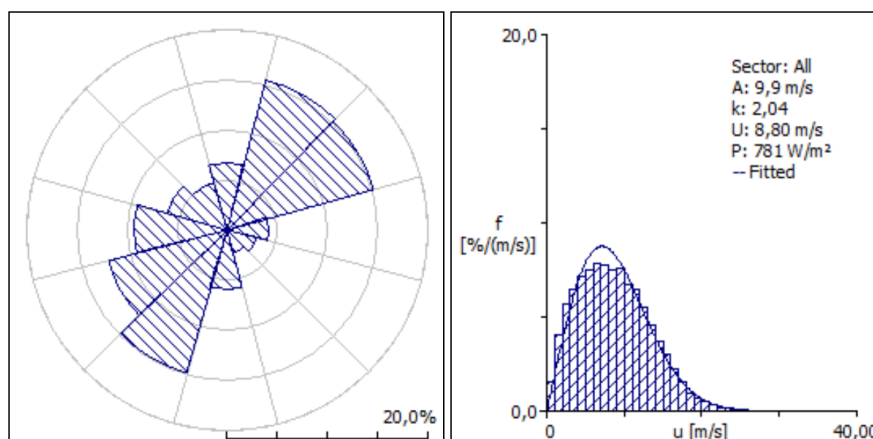 20,0%
20,0
Sector: All
A: 9,9 m/s
k: 2,04
U: 8,80 m/s
P: 781 W/m²
-- Fitted
f
[%/(m/s)]
0,0
0 u [m/s] 40,00